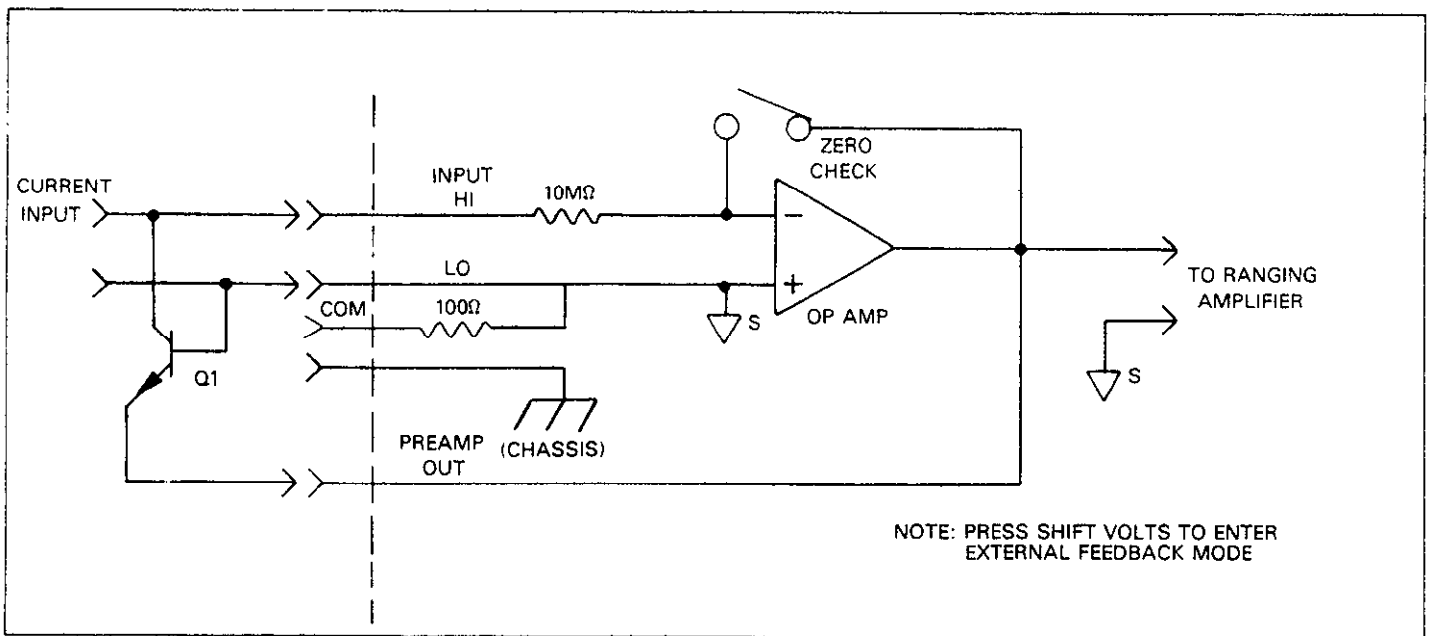 CURRENT
INPUT
INPUT
HI
10MΩ
ZERO
CHECK
LO
COM
100Ω
−
+
OP AMP
S
TO RANGING
AMPLIFIER
S
Q1
PREAMP
OUT
(CHASSIS)
NOTE: PRESS SHIFT VOLTS TO ENTER
EXTERNAL FEEDBACK MODE